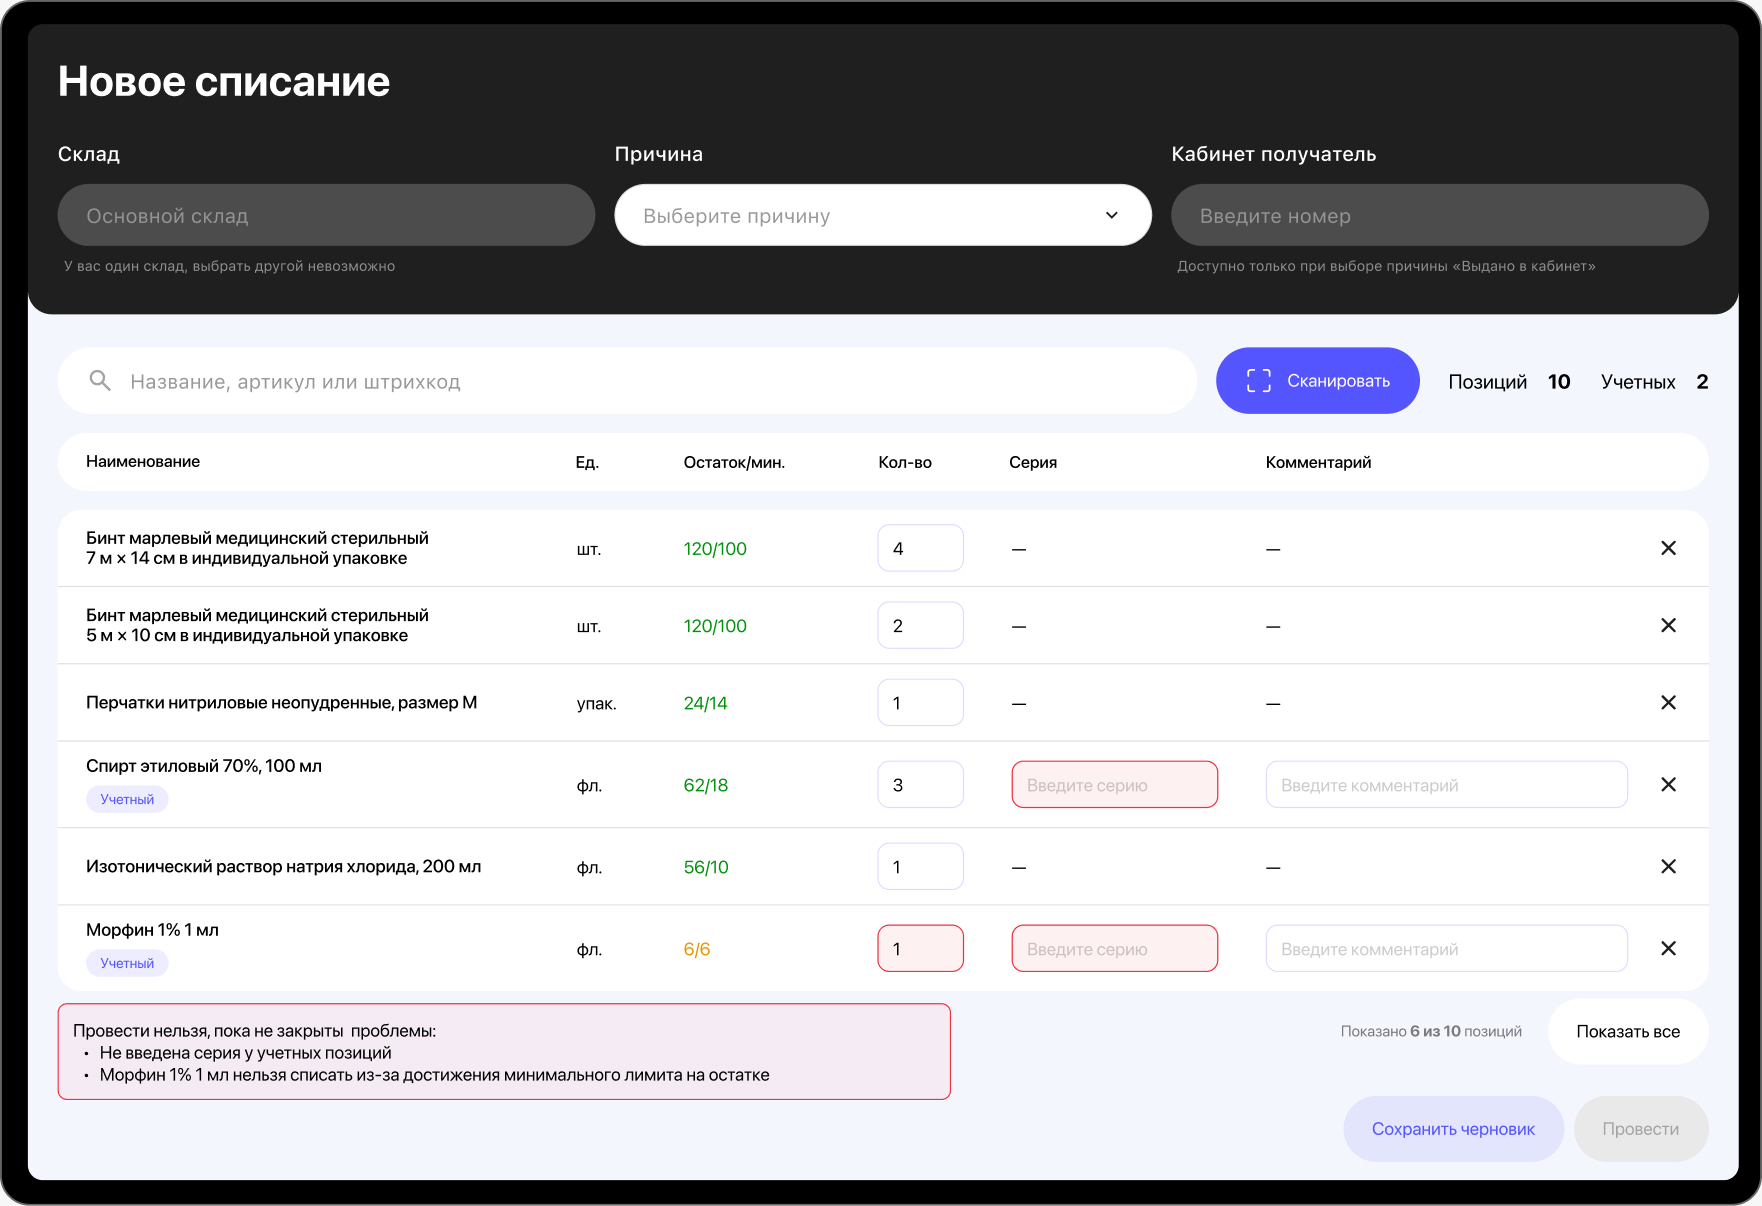 Новое списание
Склад
Причина
Кабинет получатель
Основной склад
Выберите причину
Введите номер
У вас один склад, выбрать другой невозможно
Доступно только при выборе причины «Выдано в кабинет»
Название, артикул или штрихкод
Сканировать
Позиций 10
Учетных 2
Наименование Ед. Остаток/мин. Кол-во Серия Комментарий
Бинт марлевый медицинский стерильный
7 м × 14 см в индивидуальной упаковке
шт. 120/100 4 — —
Бинт марлевый медицинский стерильный
5 м × 10 см в индивидуальной упаковке
шт. 120/100 2 — —
Перчатки нитриловые неопудренные, размер M упак. 24/14 1 — —
Спирт этиловый 70%, 100 мл
Учетный
фл. 62/18 3 Введите серию Введите комментарий
Изотонический раствор натрия хлорида, 200 мл фл. 56/10 1 — —
Морфин 1% 1 мл
Учетный
фл. 6/6 1 Введите серию Введите комментарий
Провести нельзя, пока не закрыты проблемы:
• Не введена серия у учетных позиций
• Морфин 1% 1 мл нельзя списать из-за достижения минимального лимита на остатке
Показано 6 из 10 позиций
Показать все
Сохранить черновик
Провести